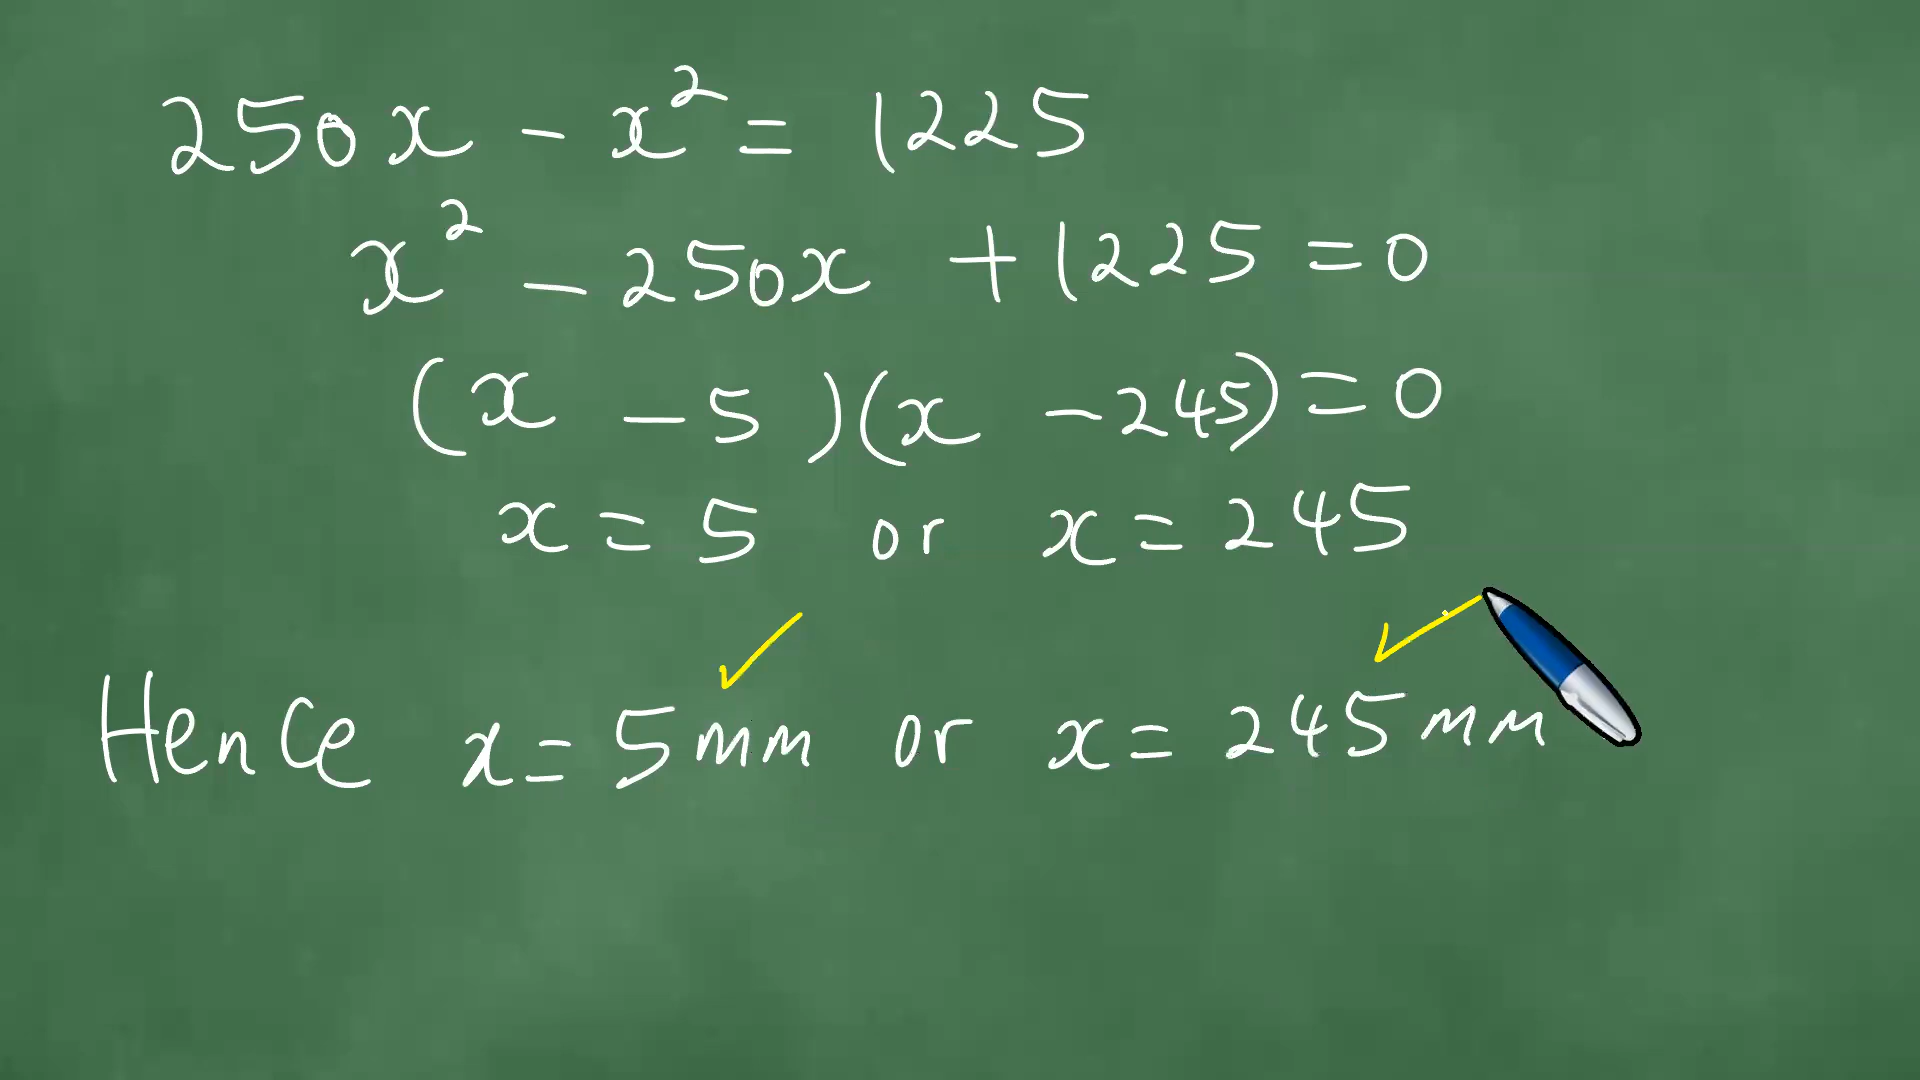 250x - x² = 1225
x² - 250x + 1225 = 0
(x - 5)(x - 245) = 0
x = 5 or x = 245
Hence x = 5mm or x = 245mm